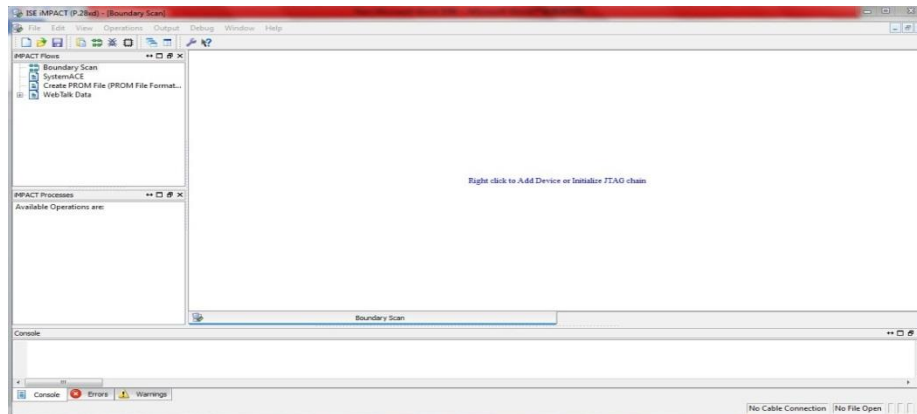 ISE iMPACT (P.28xd) - [Boundary Scan]
File Edit View Operations Output Debug Window Help
iMPACT Flows
Boundary Scan
SystemACE
Create PROM File (PROM File Format...
WebTalk Data
Right click to Add Device or Initialize JTAG chain
iMPACT Processes
Available Operations are:
Boundary Scan
Console
Console Errors Warnings
No Cable Connection No File Open